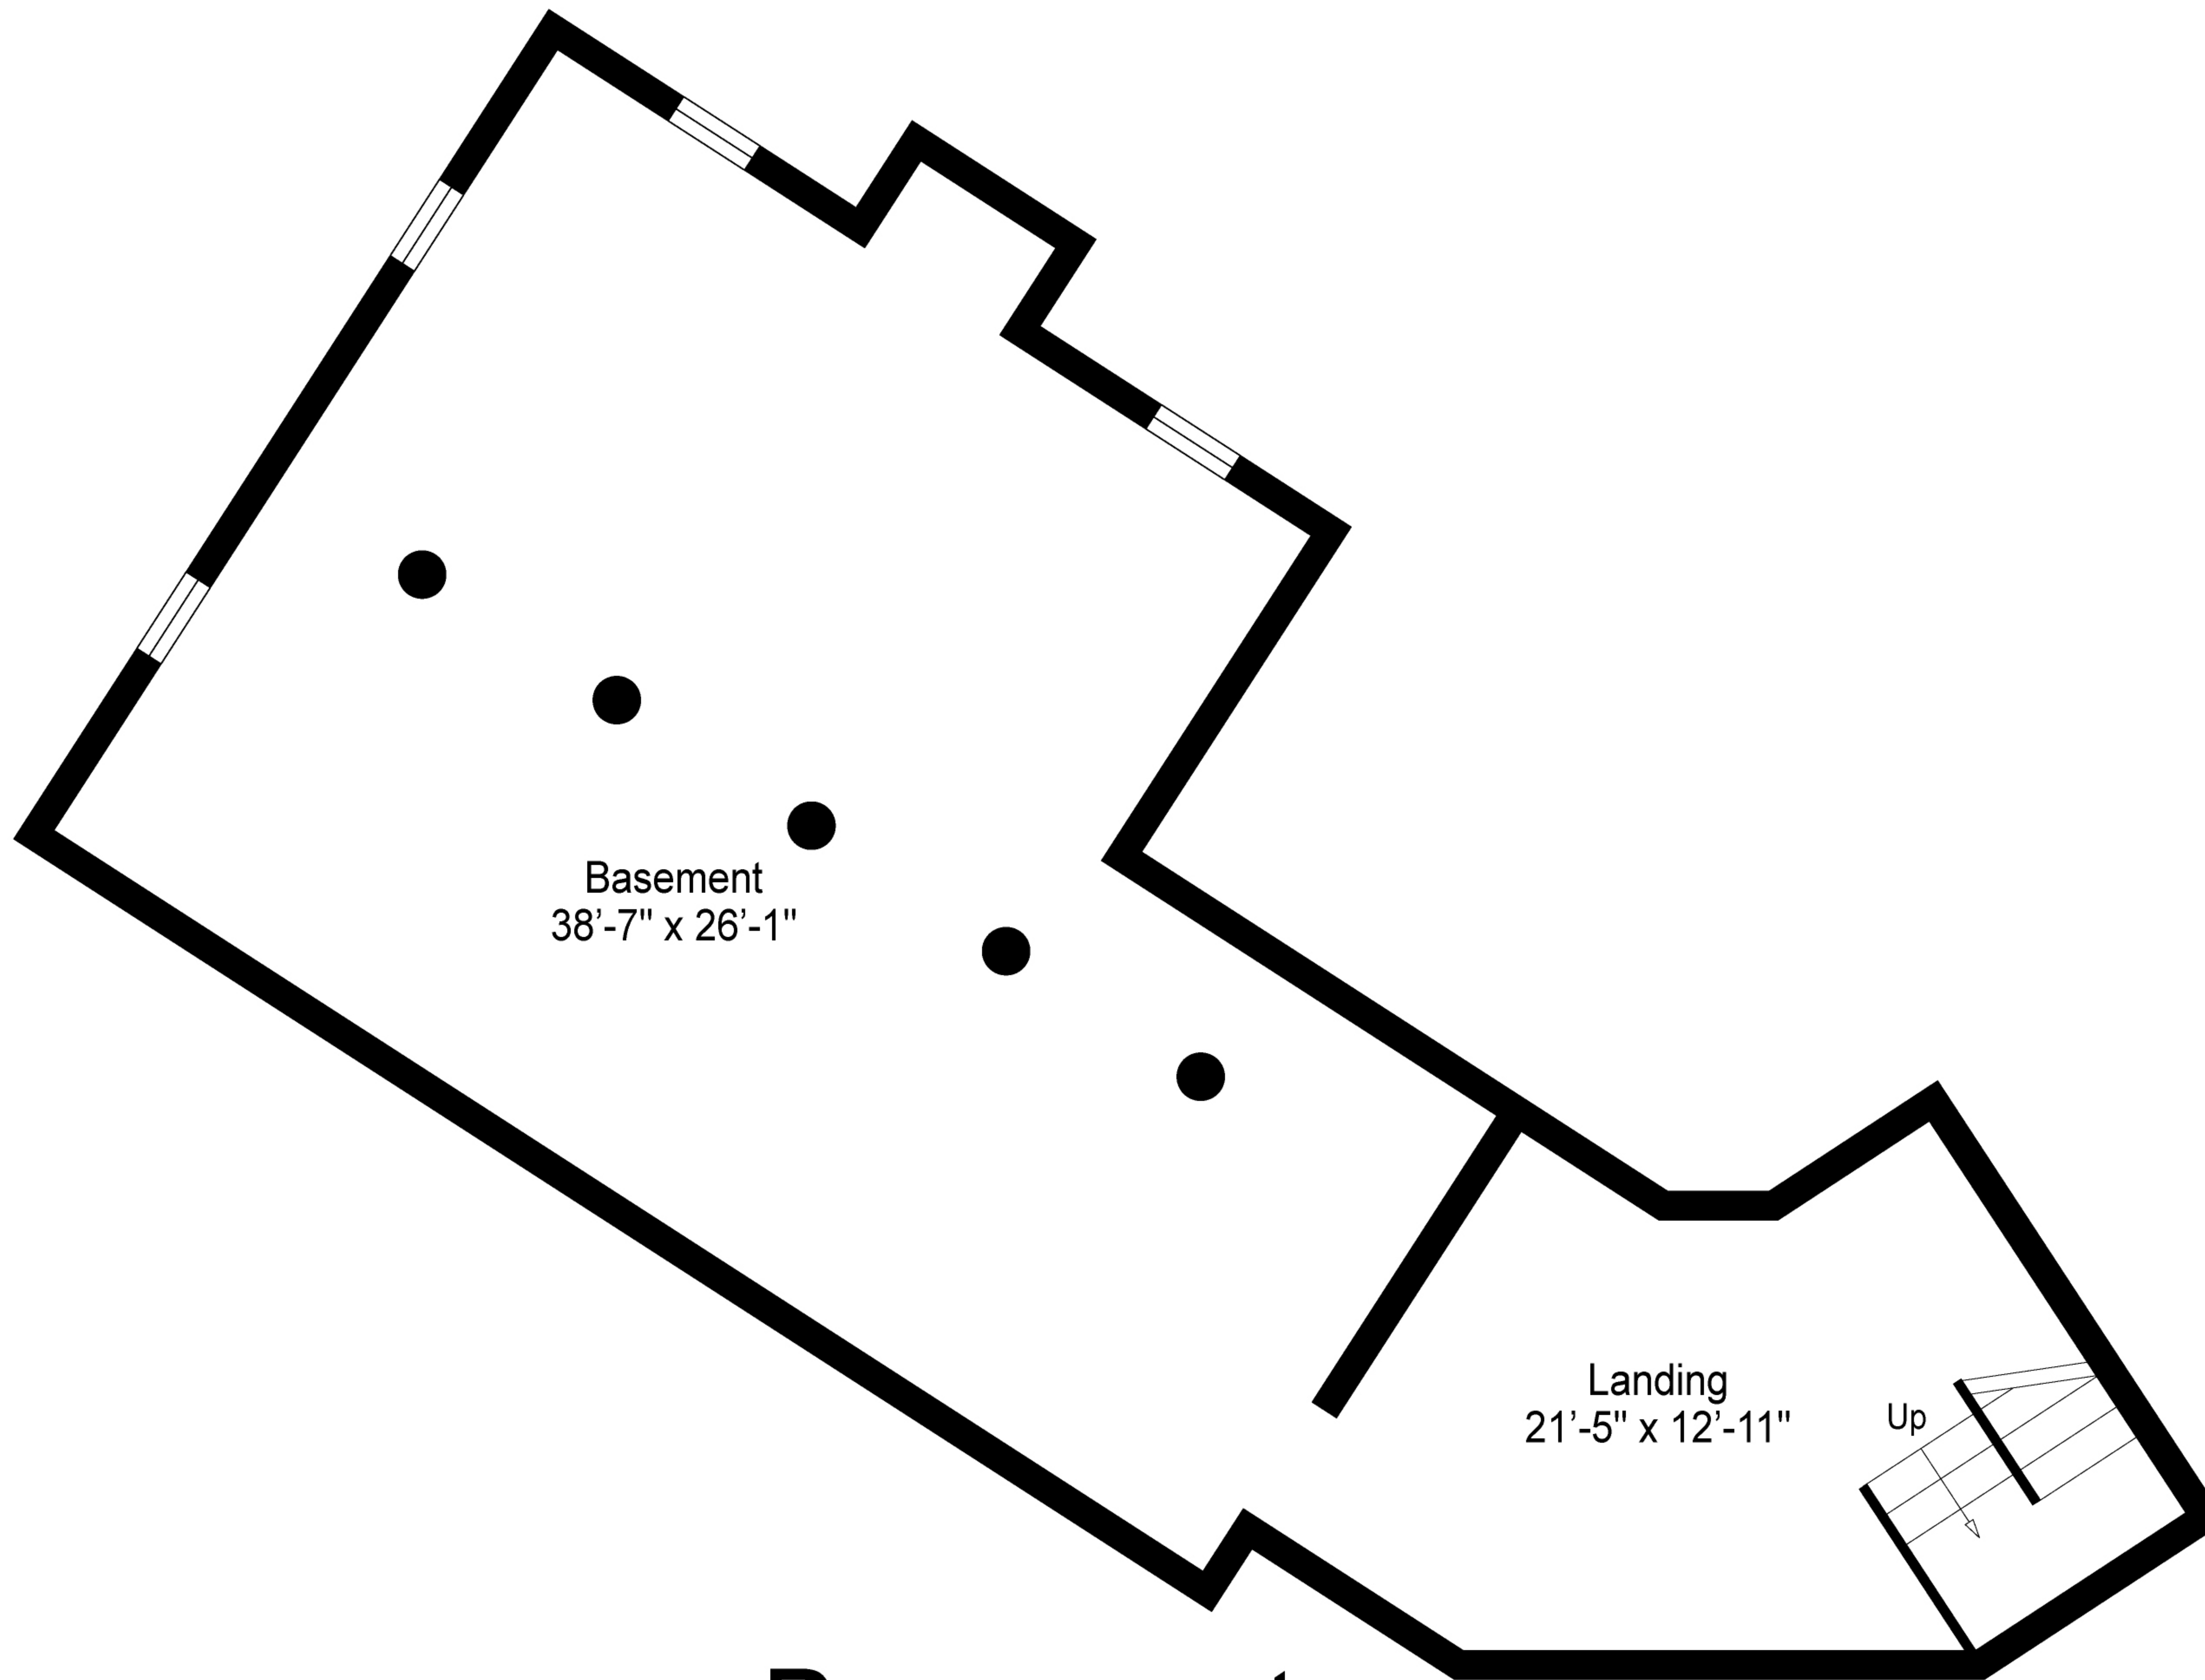 Basement
38'-7" x 26'-1"
Landing
21'-5" x 12'-11"
Up